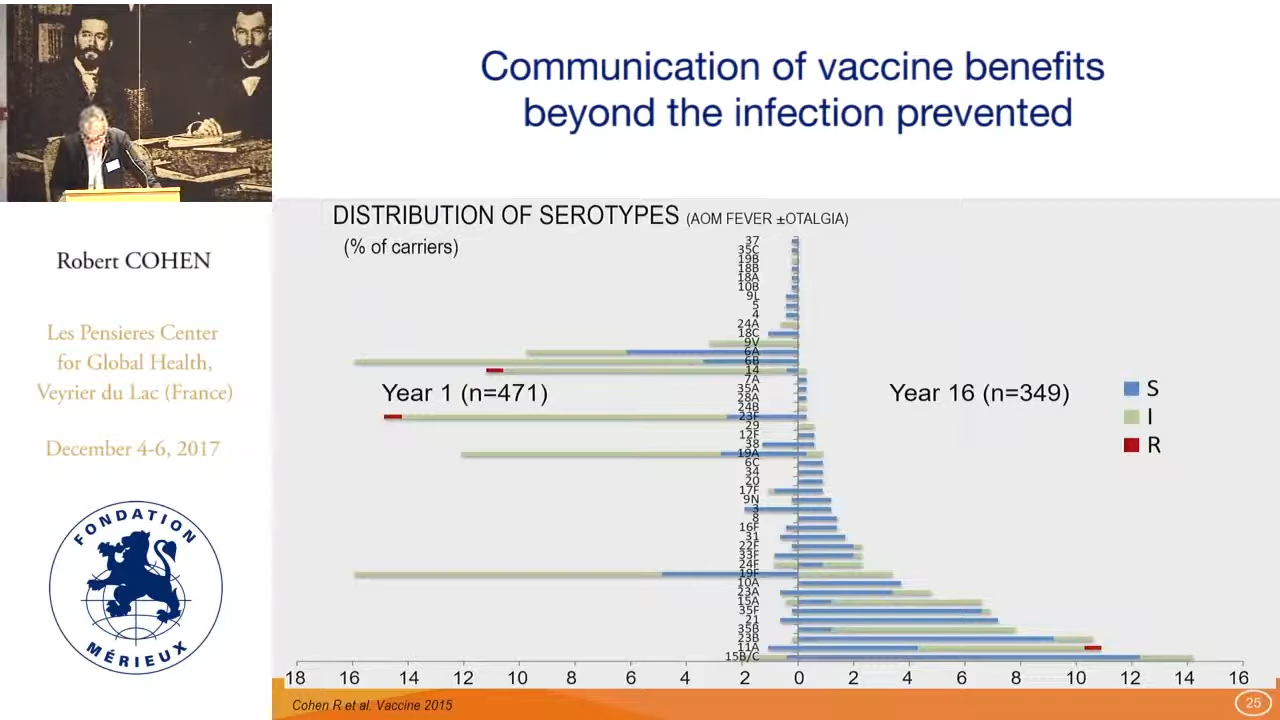 Communication of vaccine benefits
beyond the infection prevented
Robert COHEN
Les Pensieres Center
for Global Health,
Veyrier du Lac (France)
December 4-6, 2017
FONDATION
MÉRIEUX
DISTRIBUTION OF SEROTYPES (AOM FEVER ±OTALGIA)
(% of carriers)
Year 1 (n=471)
Year 16 (n=349)
S
I
R
37
35C
19B
18B
18A
10B
9L
5
4
24A
18C
9V
6A
6B
14
7A
35A
28A
24B
23F
29
12F
38
19A
6C
34
20
17F
9N
3
8
16F
31
22F
33F
24F
19F
10A
23A
15A
35F
21
35B
23B
11A
15B/C
18 16 14 12 10 8 6 4 2 0 2 4 6 8 10 12 14 16
Cohen R et al. Vaccine 2015
25